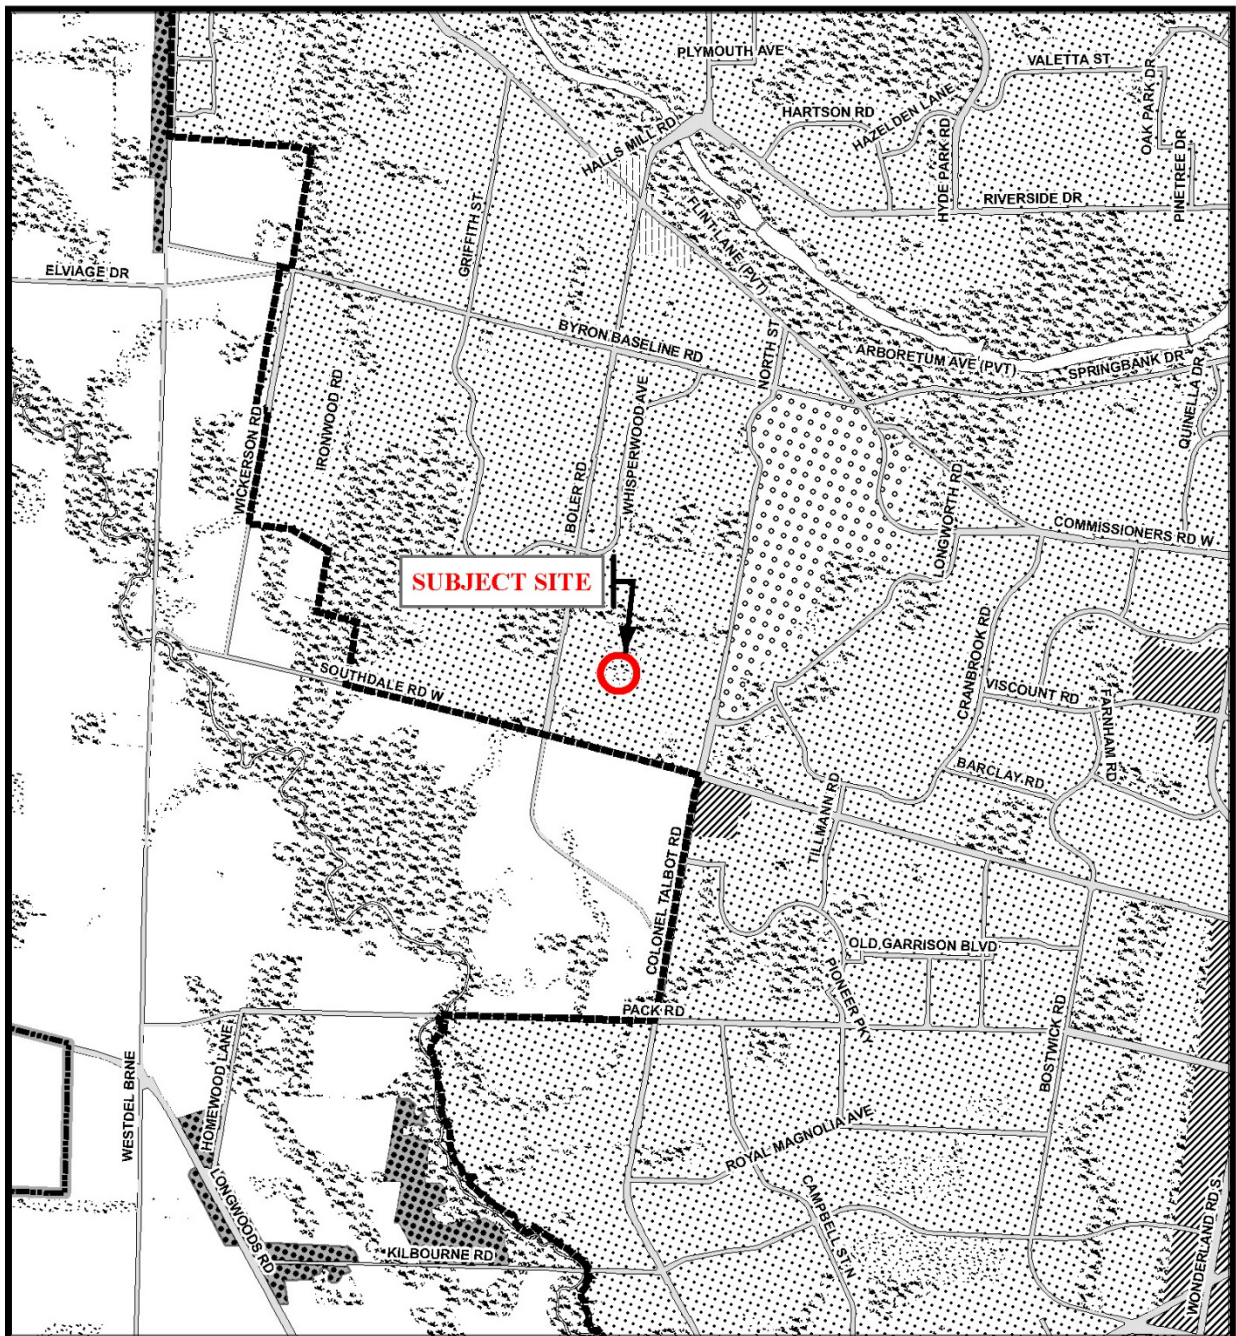 PLYMOUTH AVE
VALETTA ST
HARTSON RD
HAZELDEN LANE
OAK PARK DR
HALLS MILL RD
HYDE PARK RD
PINETREE DR
RIVERSIDE DR
GRIFFITH ST
FLINT LANE (PVT)
ELVIAGE DR
BYRON BASELINE RD
NORTH ST
ARBORETUM AVE (PVT)
SPRINGBANK DR
QUINELLA DR
IRONWOOD RD
WHISPERWOOD AVE
WICKERSON RD
BOLER RD
LONGWORTH RD
COMMISSIONERS RD W
SUBJECT SITE
CRANBROOK RD
SOUTHDALE RD W
VISCOUNT RD
FARNHAM RD
BARCLAY RD
TILLMANN RD
COLONEL TALBOT RD
OLD GARRISON BLVD
PIONEER PKY
PACK RD
BOSTWICK RD
HOMEWOOD LANE
WESTDEL BRNE
ROYAL MAGNOLIA AVE
LONGWOODS RD
CAMPBELL ST N
KILBOURNE RD
WONDERLAND RD S